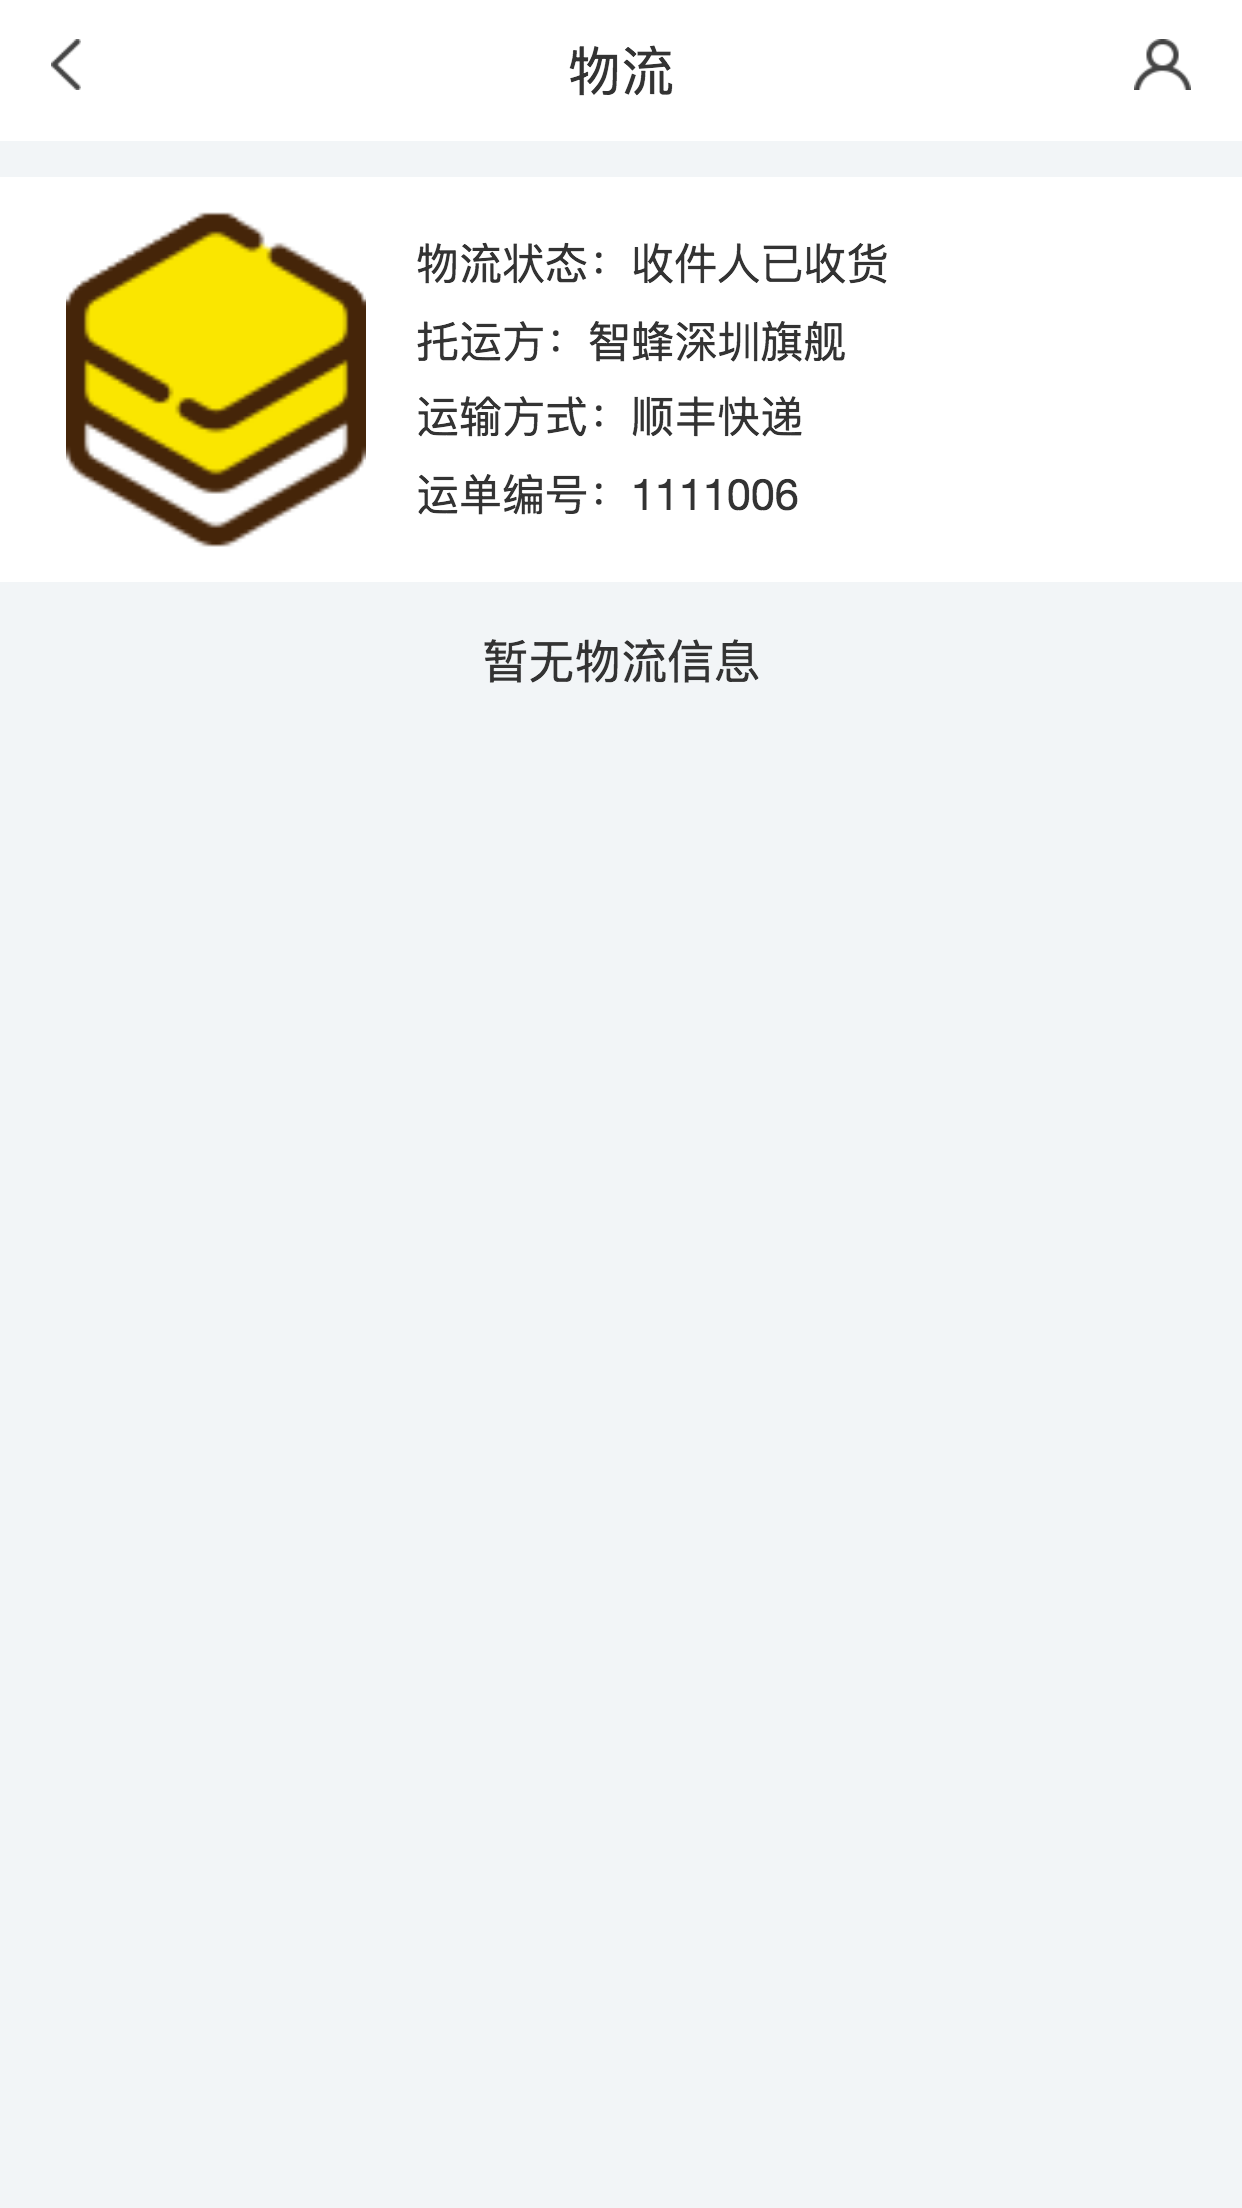 物流
物流状态：收件人已收货
托运方：智蜂深圳旗舰
运输方式：顺丰快递
运单编号：1111006
暂无物流信息